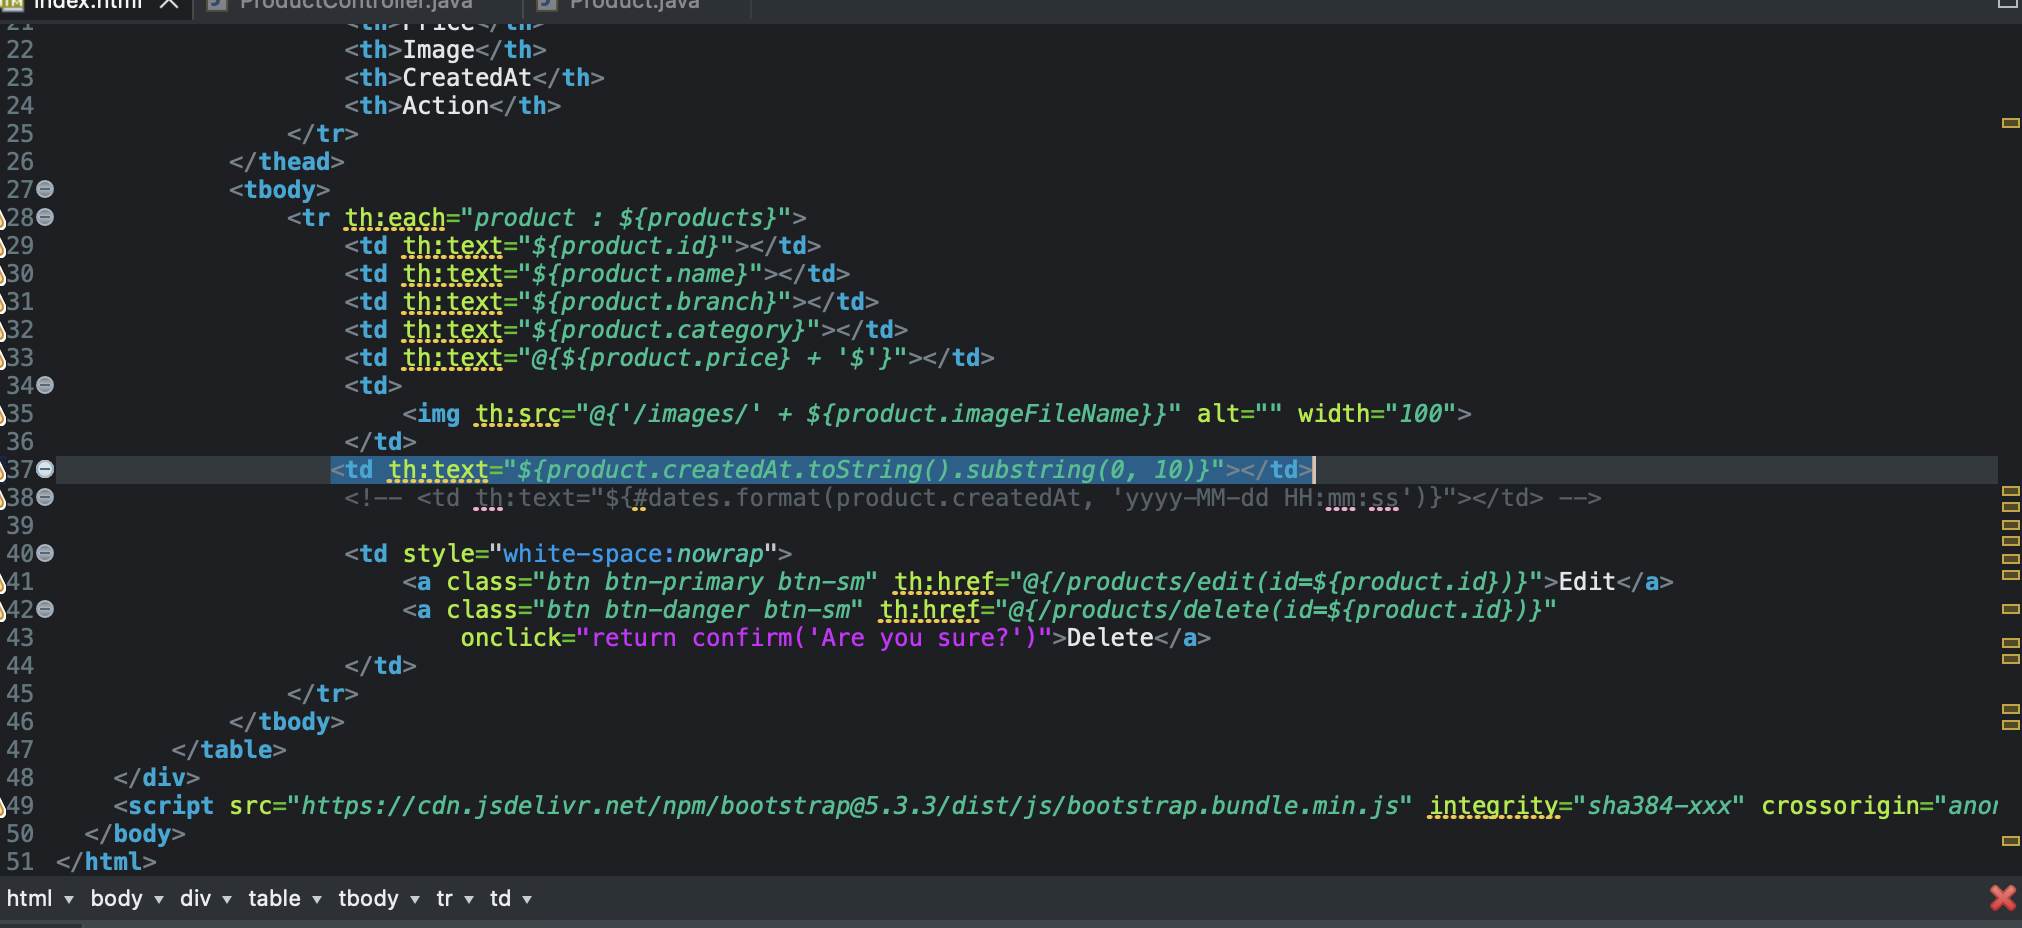 index.html ProductController.java Product.java
21 <th>Price</th>
22 <th>Image</th>
23 <th>CreatedAt</th>
24 <th>Action</th>
25 </tr>
26 </thead>
27 <tbody>
28 <tr th:each="product : ${products}">
29 <td th:text="${product.id}"></td>
30 <td th:text="${product.name}"></td>
31 <td th:text="${product.branch}"></td>
32 <td th:text="${product.category}"></td>
33 <td th:text="@{${product.price} + '$'}"></td>
34 <td>
35 <img th:src="@{'/images/' + ${product.imageFileName}}" alt="" width="100">
36 </td>
37 <td th:text="${product.createdAt.toString().substring(0, 10)}"></td>
38 <!-- <td th:text="${#dates.format(product.createdAt, 'yyyy-MM-dd HH:mm:ss')}"></td> -->
39
40 <td style="white-space:nowrap">
41 <a class="btn btn-primary btn-sm" th:href="@{/products/edit(id=${product.id})}">Edit</a>
42 <a class="btn btn-danger btn-sm" th:href="@{/products/delete(id=${product.id})}"
43 onclick="return confirm('Are you sure?')">Delete</a>
44 </td>
45 </tr>
46 </tbody>
47 </table>
48 </div>
49 <script src="https://cdn.jsdelivr.net/npm/bootstrap@5.3.3/dist/js/bootstrap.bundle.min.js" integrity="sha384-xxx" crossorigin="anon
50 </body>
51 </html>
html body div table tbody tr td